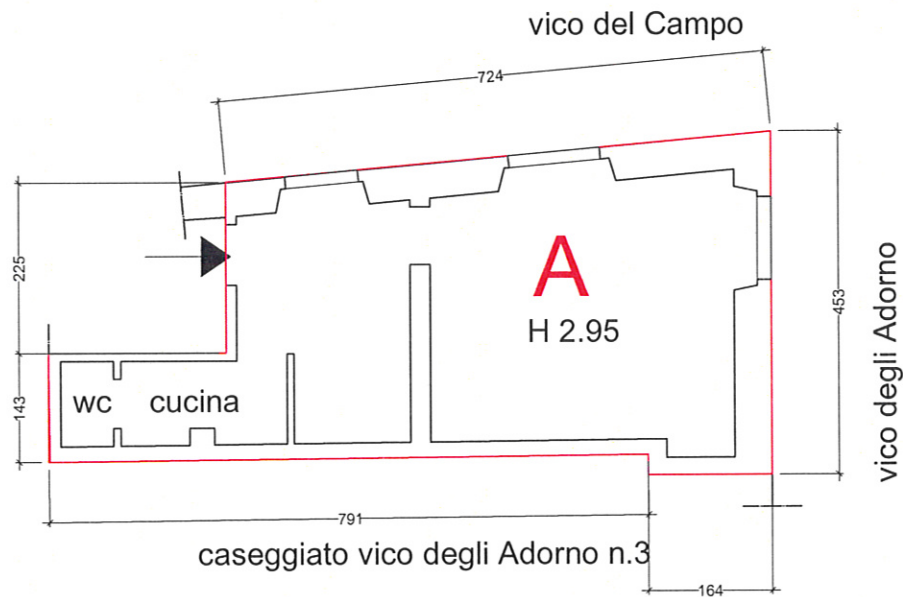 vico del Campo
724
225
A
H 2.95
453
vico degli Adorno
143
wc cucina
791
caseggiato vico degli Adorno n.3
164